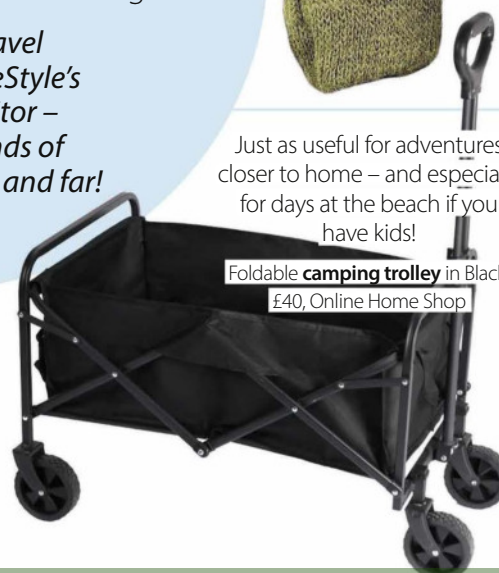 avel
eStyle's
tor –
ds of
and far!
Just as useful for adventures
closer to home – and especia
for days at the beach if you
have kids!
Foldable camping trolley in Blac
£40, Online Home Shop